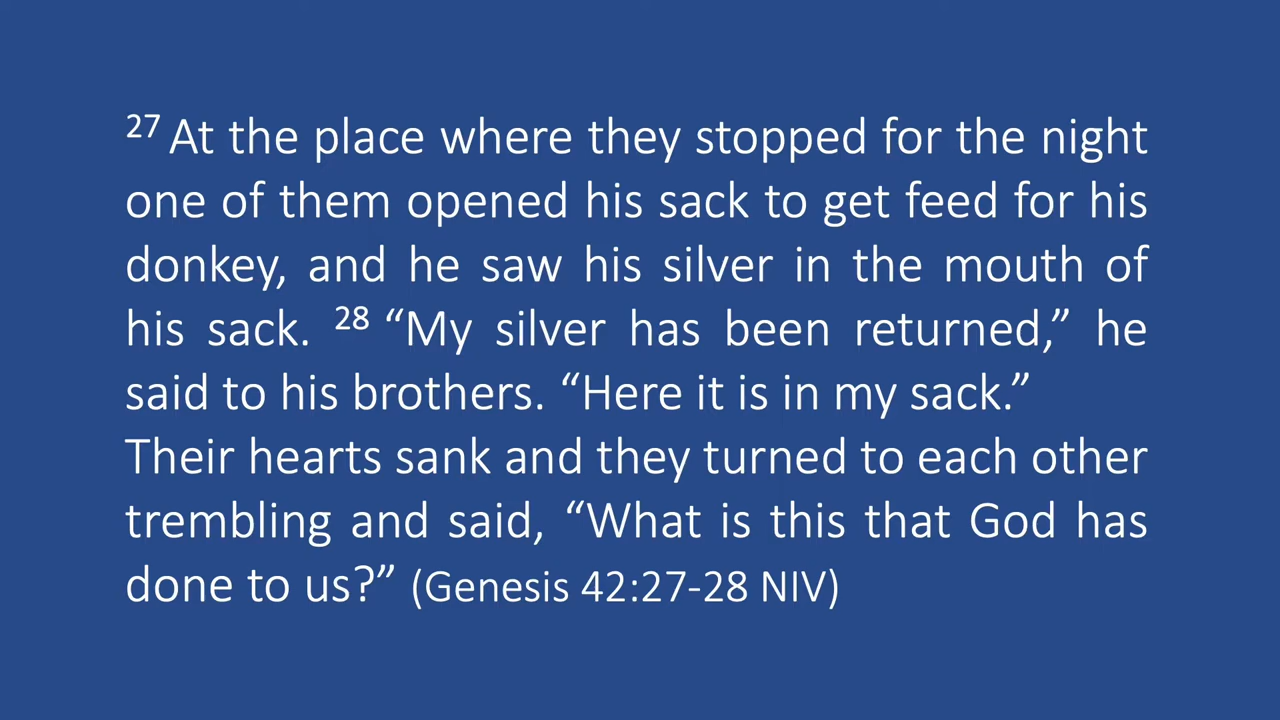 27 At the place where they stopped for the night
one of them opened his sack to get feed for his
donkey, and he saw his silver in the mouth of
his sack. 28 “My silver has been returned,” he
said to his brothers. “Here it is in my sack.”
Their hearts sank and they turned to each other
trembling and said, “What is this that God has
done to us?” (Genesis 42:27-28 NIV)